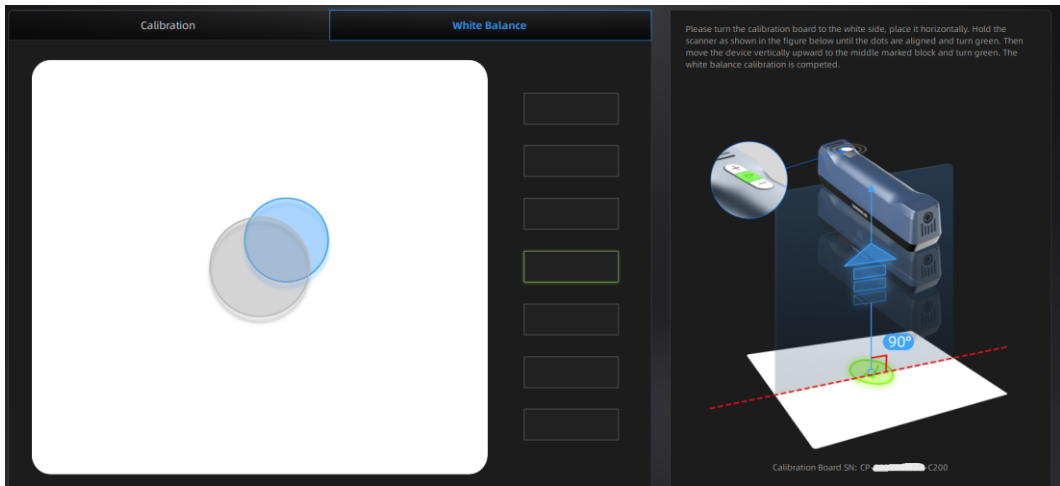 Calibration
White Balance
Please turn the calibration board to the white side, place it horizontally. Hold the
scanner as shown in the figure below until the dots are aligned and turn green. Then
move the device vertically upward to the middle marked block and turn green. The
white balance calibration is competed.
90°
Calibration Board SN: CP- -C200